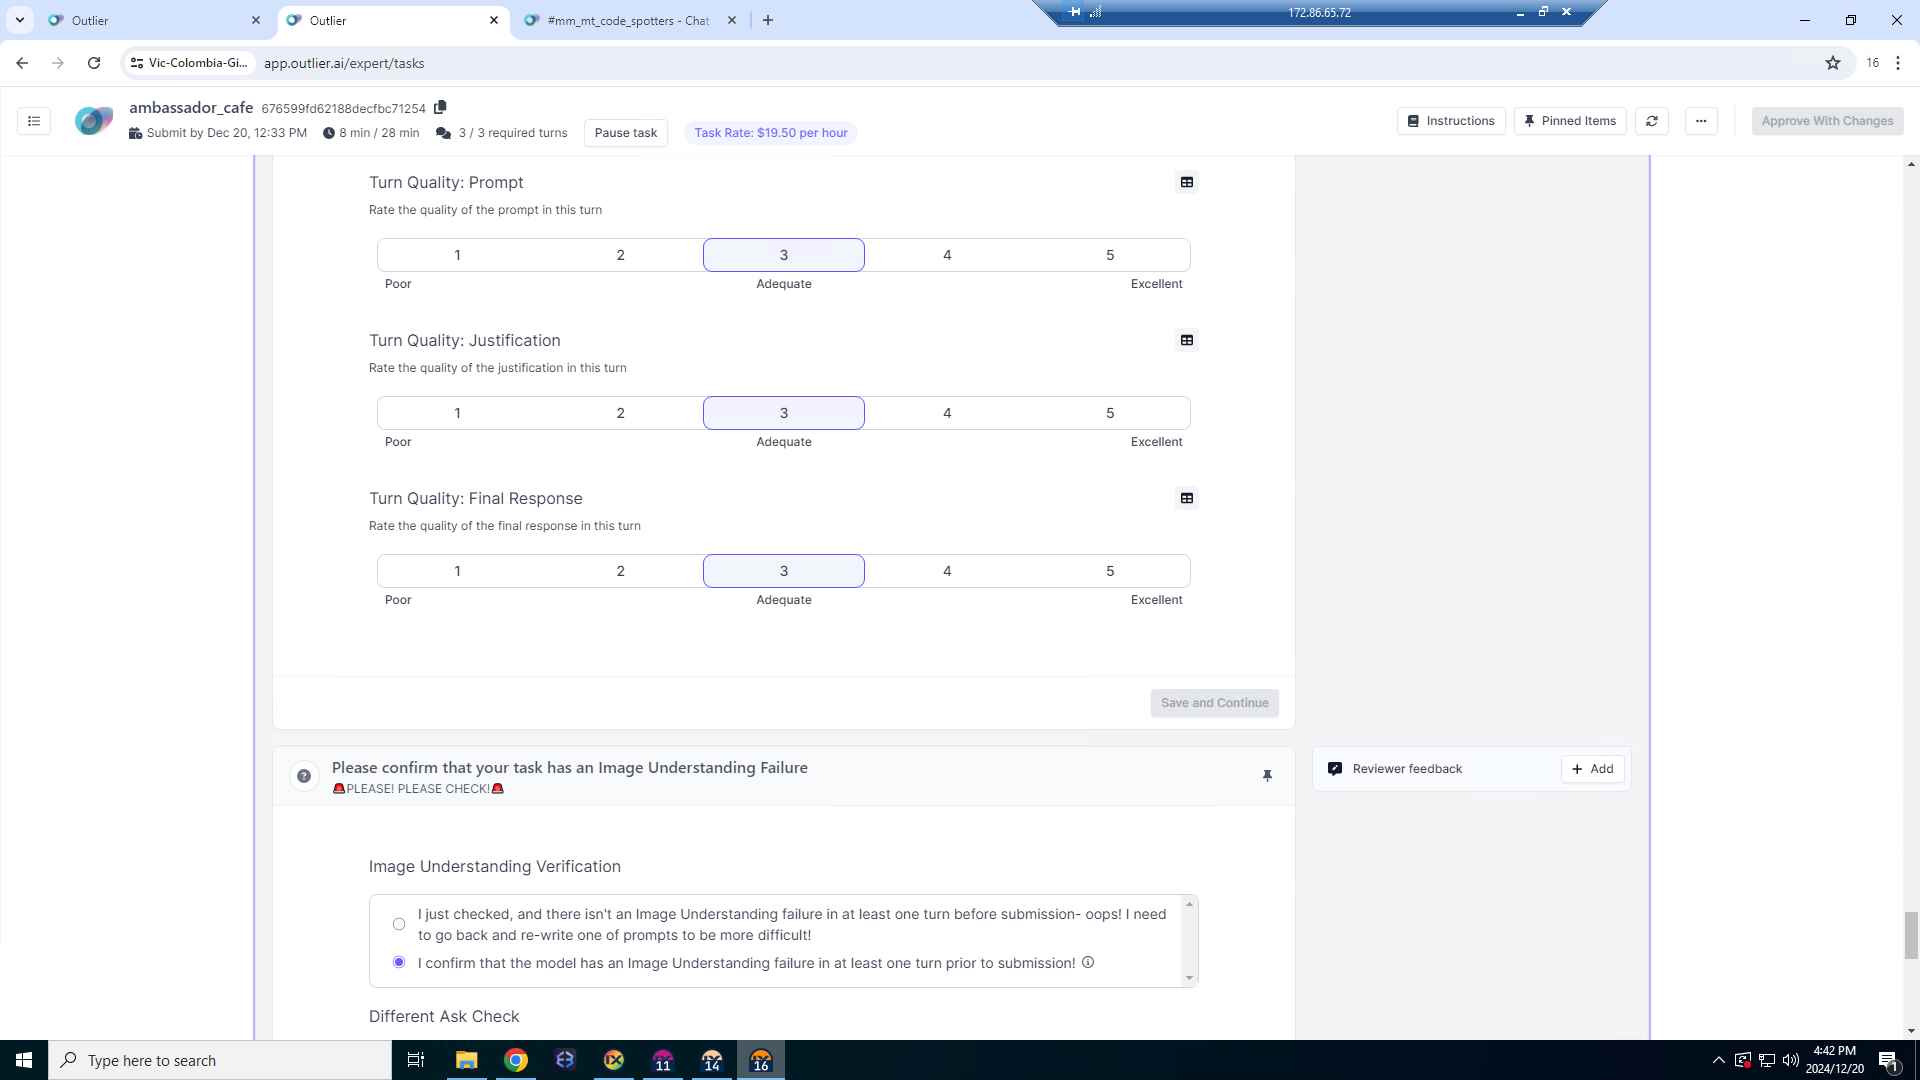 Outlier
Outlier
#mm_mt_code_spotters - Chat
172.86.65.72
Vic-Colombia-Gi...
app.outlier.ai/expert/tasks
16
ambassador_cafe 676599fd62188decfbc71254
Submit by Dec 20, 12:33 PM
8 min / 28 min
3 / 3 required turns
Pause task
Task Rate: $19.50 per hour
Instructions
Pinned Items
Approve With Changes
Turn Quality: Prompt
Rate the quality of the prompt in this turn
1 2 3 4 5
Poor Adequate Excellent
Turn Quality: Justification
Rate the quality of the justification in this turn
1 2 3 4 5
Poor Adequate Excellent
Turn Quality: Final Response
Rate the quality of the final response in this turn
1 2 3 4 5
Poor Adequate Excellent
Save and Continue
Please confirm that your task has an Image Understanding Failure
🚨PLEASE! PLEASE CHECK!🚨
Reviewer feedback
+ Add
Image Understanding Verification
I just checked, and there isn't an Image Understanding failure in at least one turn before submission- oops! I need
to go back and re-write one of prompts to be more difficult!
I confirm that the model has an Image Understanding failure in at least one turn prior to submission!
Different Ask Check
Type here to search
11
14
16
4:42 PM
2024/12/20
1